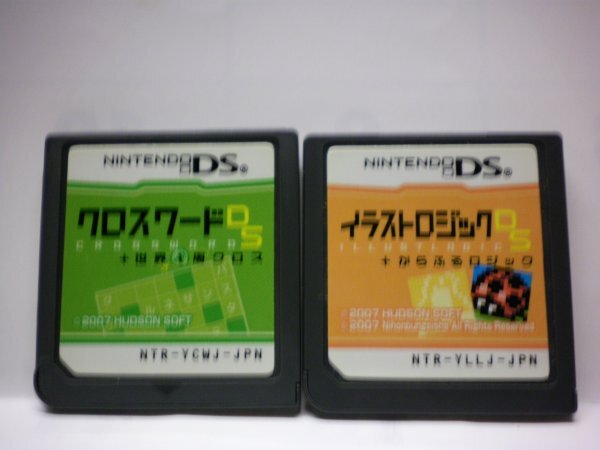 NINTENDO DS
クロスワードDS
CROSSWORD
+世界1周クロス
© 2007 HUDSON SOFT
NTR-YCWJ-JPN
NINTENDO DS
イラストロジックDS
ILLUSTLOGIC
+からふるロジック
© 2007 HUDSON SOFT
© 2007 All Rights Reserved
NTR-YLLJ-JPN